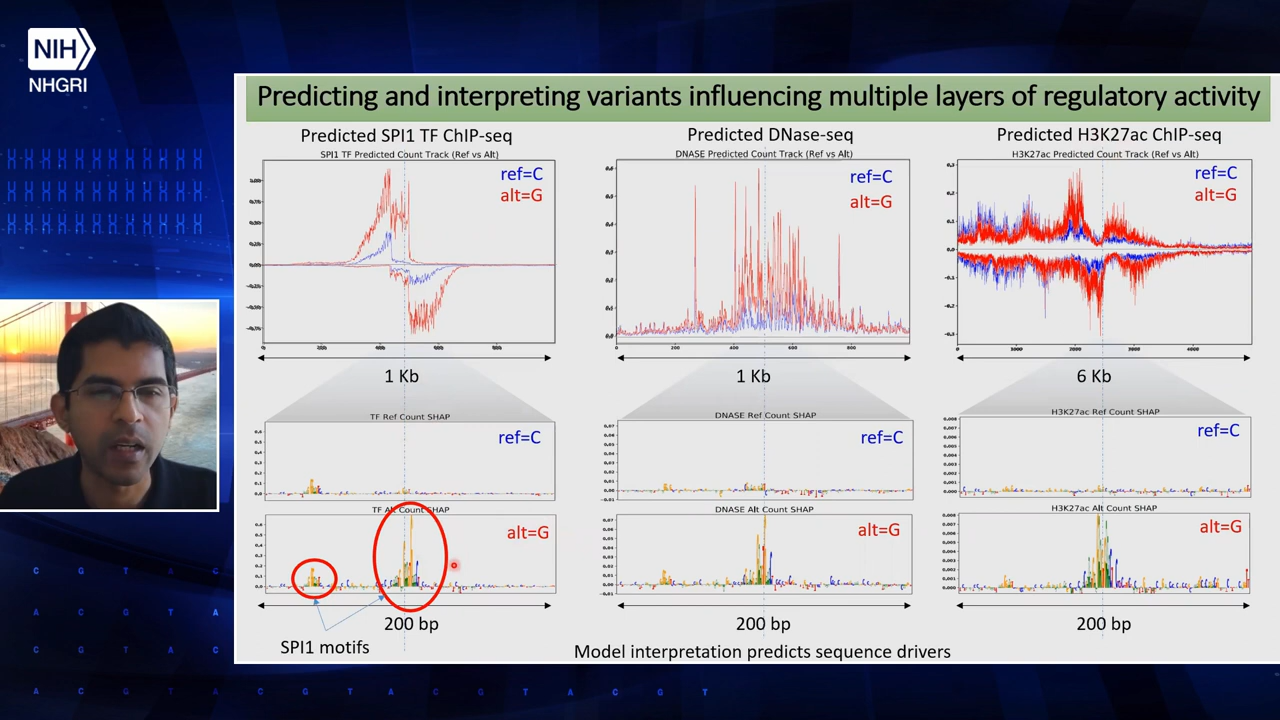 NIH
NHGRI
Predicting and interpreting variants influencing multiple layers of regulatory activity
Predicted SPI1 TF ChIP-seq
SPI1 TF Predicted Count Track (Ref vs Alt)
ref=C
alt=G
1 Kb
Predicted DNase-seq
DNASE Predicted Count Track (Ref vs Alt)
ref=C
alt=G
0
200
400
600
800
1 Kb
Predicted H3K27ac ChIP-seq
H3K27ac Predicted Count Track (Ref vs Alt)
ref=C
alt=G
6 Kb
TF Ref Count SHAP
ref=C
DNASE Ref Count SHAP
ref=C
H3K27ac Ref Count SHAP
ref=C
TF Alt Count SHAP
alt=G
200 bp
DNASE Alt Count SHAP
alt=G
200 bp
H3K27ac Alt Count SHAP
alt=G
200 bp
SPI1 motifs
Model interpretation predicts sequence drivers
C G T A C
A C G T A
C G T A C
A C G T A C G T A C G T A C G T